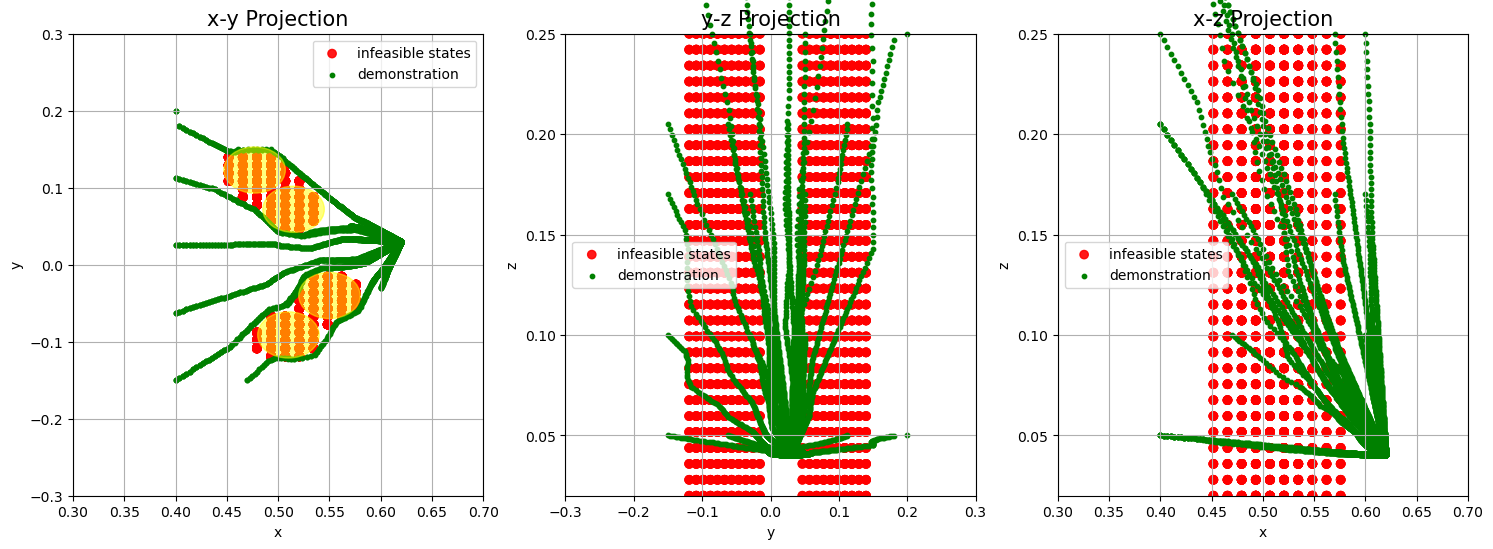 x-y Projection
infeasible states
demonstration
0.3
0.2
0.1
0.0
−0.1
−0.2
−0.3
0.30 0.35 0.40 0.45 0.50 0.55 0.60 0.65 0.70
x
y
y-z Projection
infeasible states
demonstration
0.25
0.20
0.15
0.10
0.05
−0.3 −0.2 −0.1 0.0 0.1 0.2 0.3
y
z
x-z Projection
infeasible states
demonstration
0.25
0.20
0.15
0.10
0.05
0.30 0.35 0.40 0.45 0.50 0.55 0.60 0.65 0.70
x
z